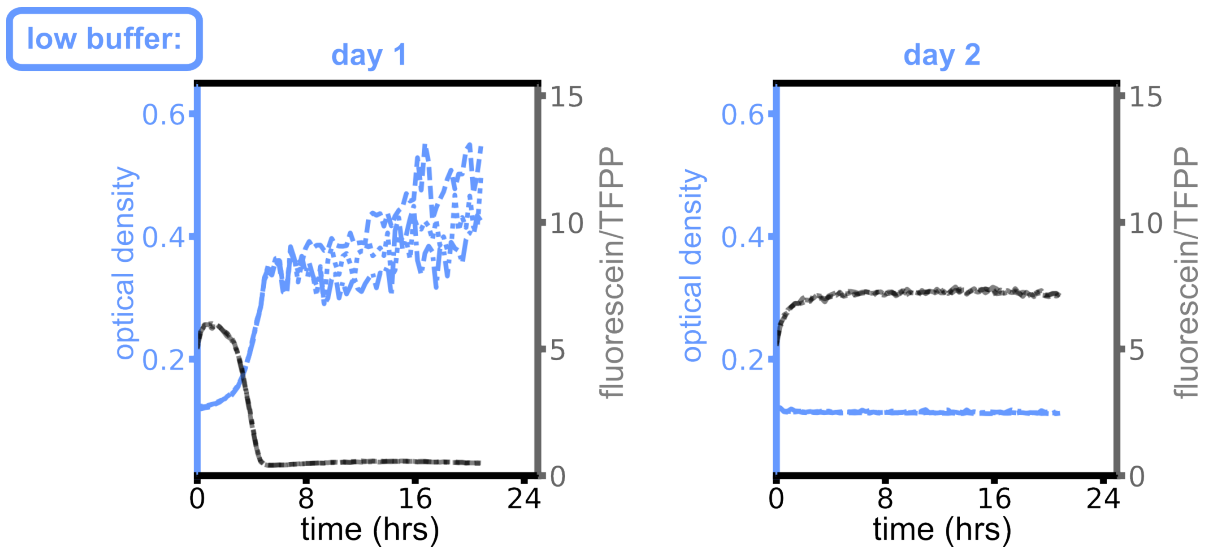 low buffer:
day 1
day 2
optical density
0.6
0.4
0.2
15
10
5
0
fluorescein/TFPP
0 8 16 24
time (hrs)
optical density
0.6
0.4
0.2
15
10
5
0
fluorescein/TFPP
0 8 16 24
time (hrs)